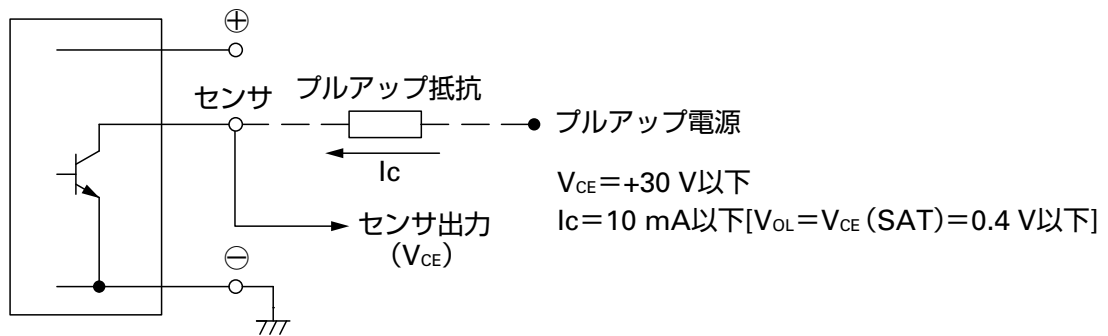 ⊕
センサ
プルアップ抵抗
プルアップ電源
Ic
VCE=+30 V以下
Ic=10 mA以下[VOL=VCE(SAT)=0.4 V以下]
センサ出力
(VCE)
⊖